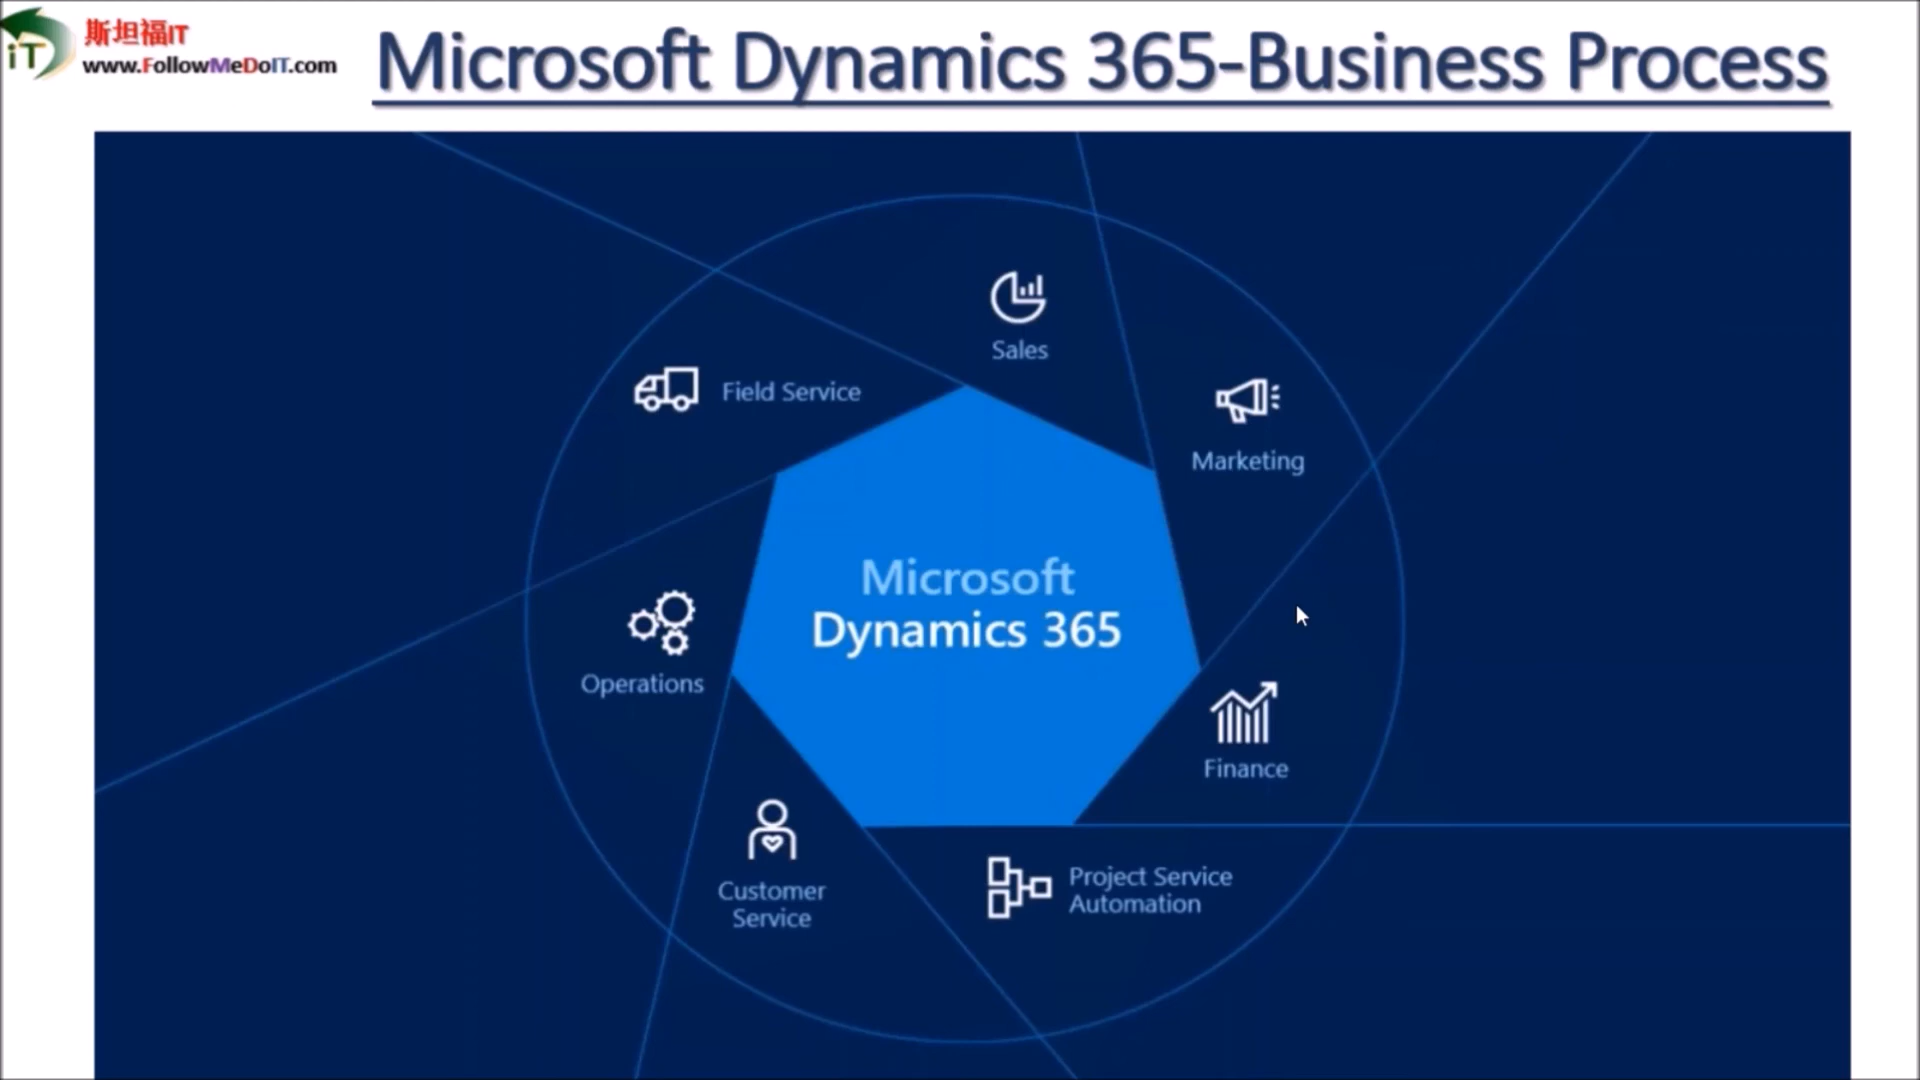 斯坦福IT
www.FollowMeDoIT.com
iT
Microsoft Dynamics 365-Business Process
Sales
Field Service
Marketing
Microsoft
Dynamics 365
Operations
Finance
Customer
Service
Project Service
Automation